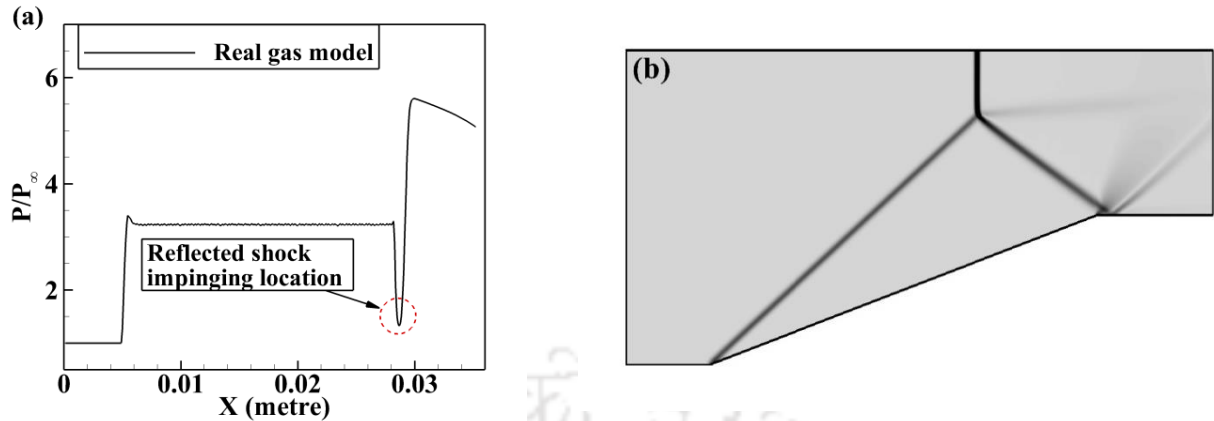 (a)
Real gas model
6
4
2
P/P∞
Reflected shock
impinging location
0
0.01
0.02
0.03
X (metre)
(b)